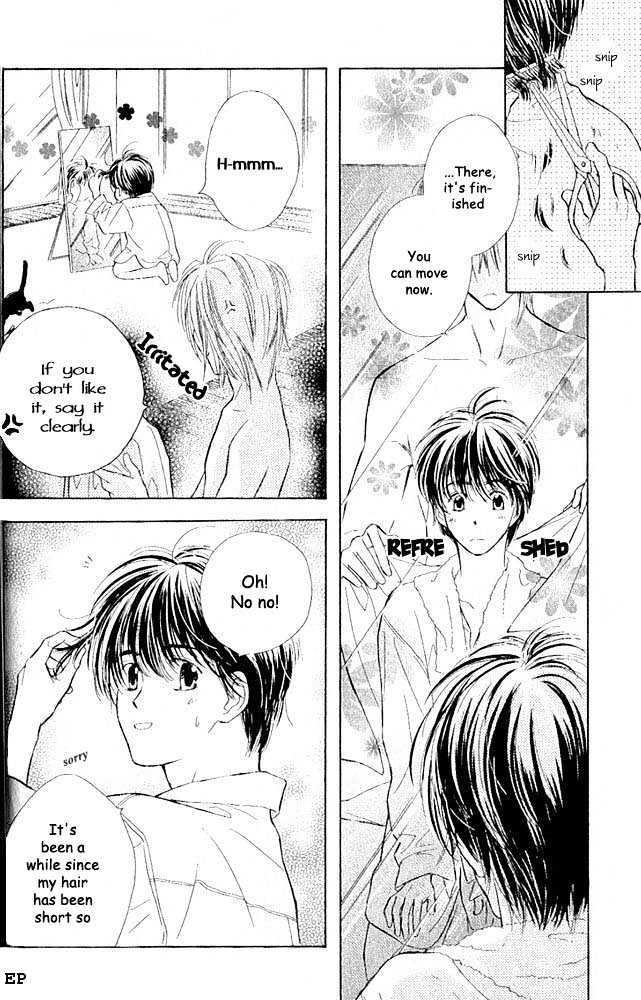 snip
snip
snip
...There,
it's fin-
ished
You
can move
now.
REFRE SHED
H-mmm...
Irritated
If you
don't like
it, say it
clearly.
Oh!
No no!
sorry
It's
been a
while since
my hair
has been
short so
EP